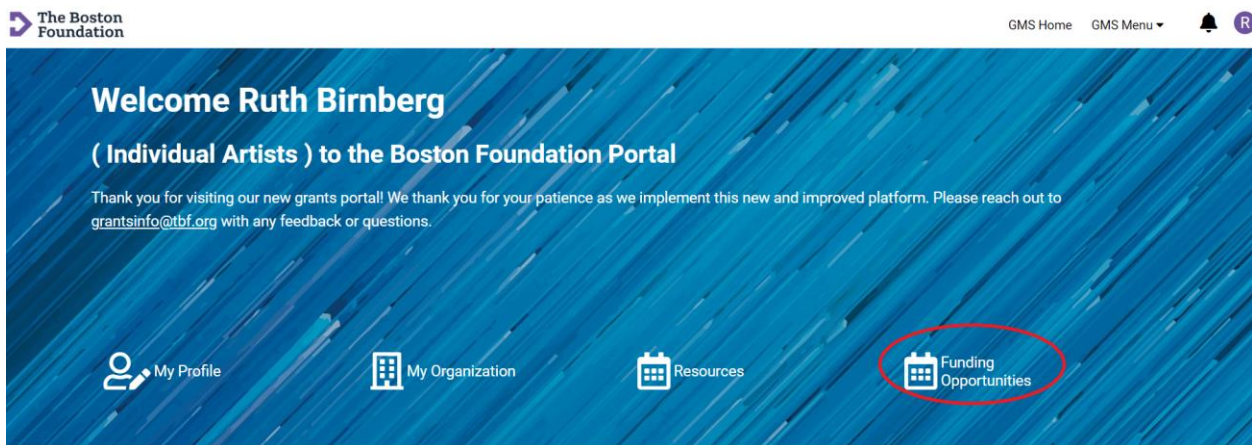 The Boston
Foundation
GMS Home GMS Menu
R
Welcome Ruth Birnberg
( Individual Artists ) to the Boston Foundation Portal
Thank you for visiting our new grants portal! We thank you for your patience as we implement this new and improved platform. Please reach out to
grantsinfo@tbf.org with any feedback or questions.
My Profile
My Organization
Resources
Funding
Opportunities